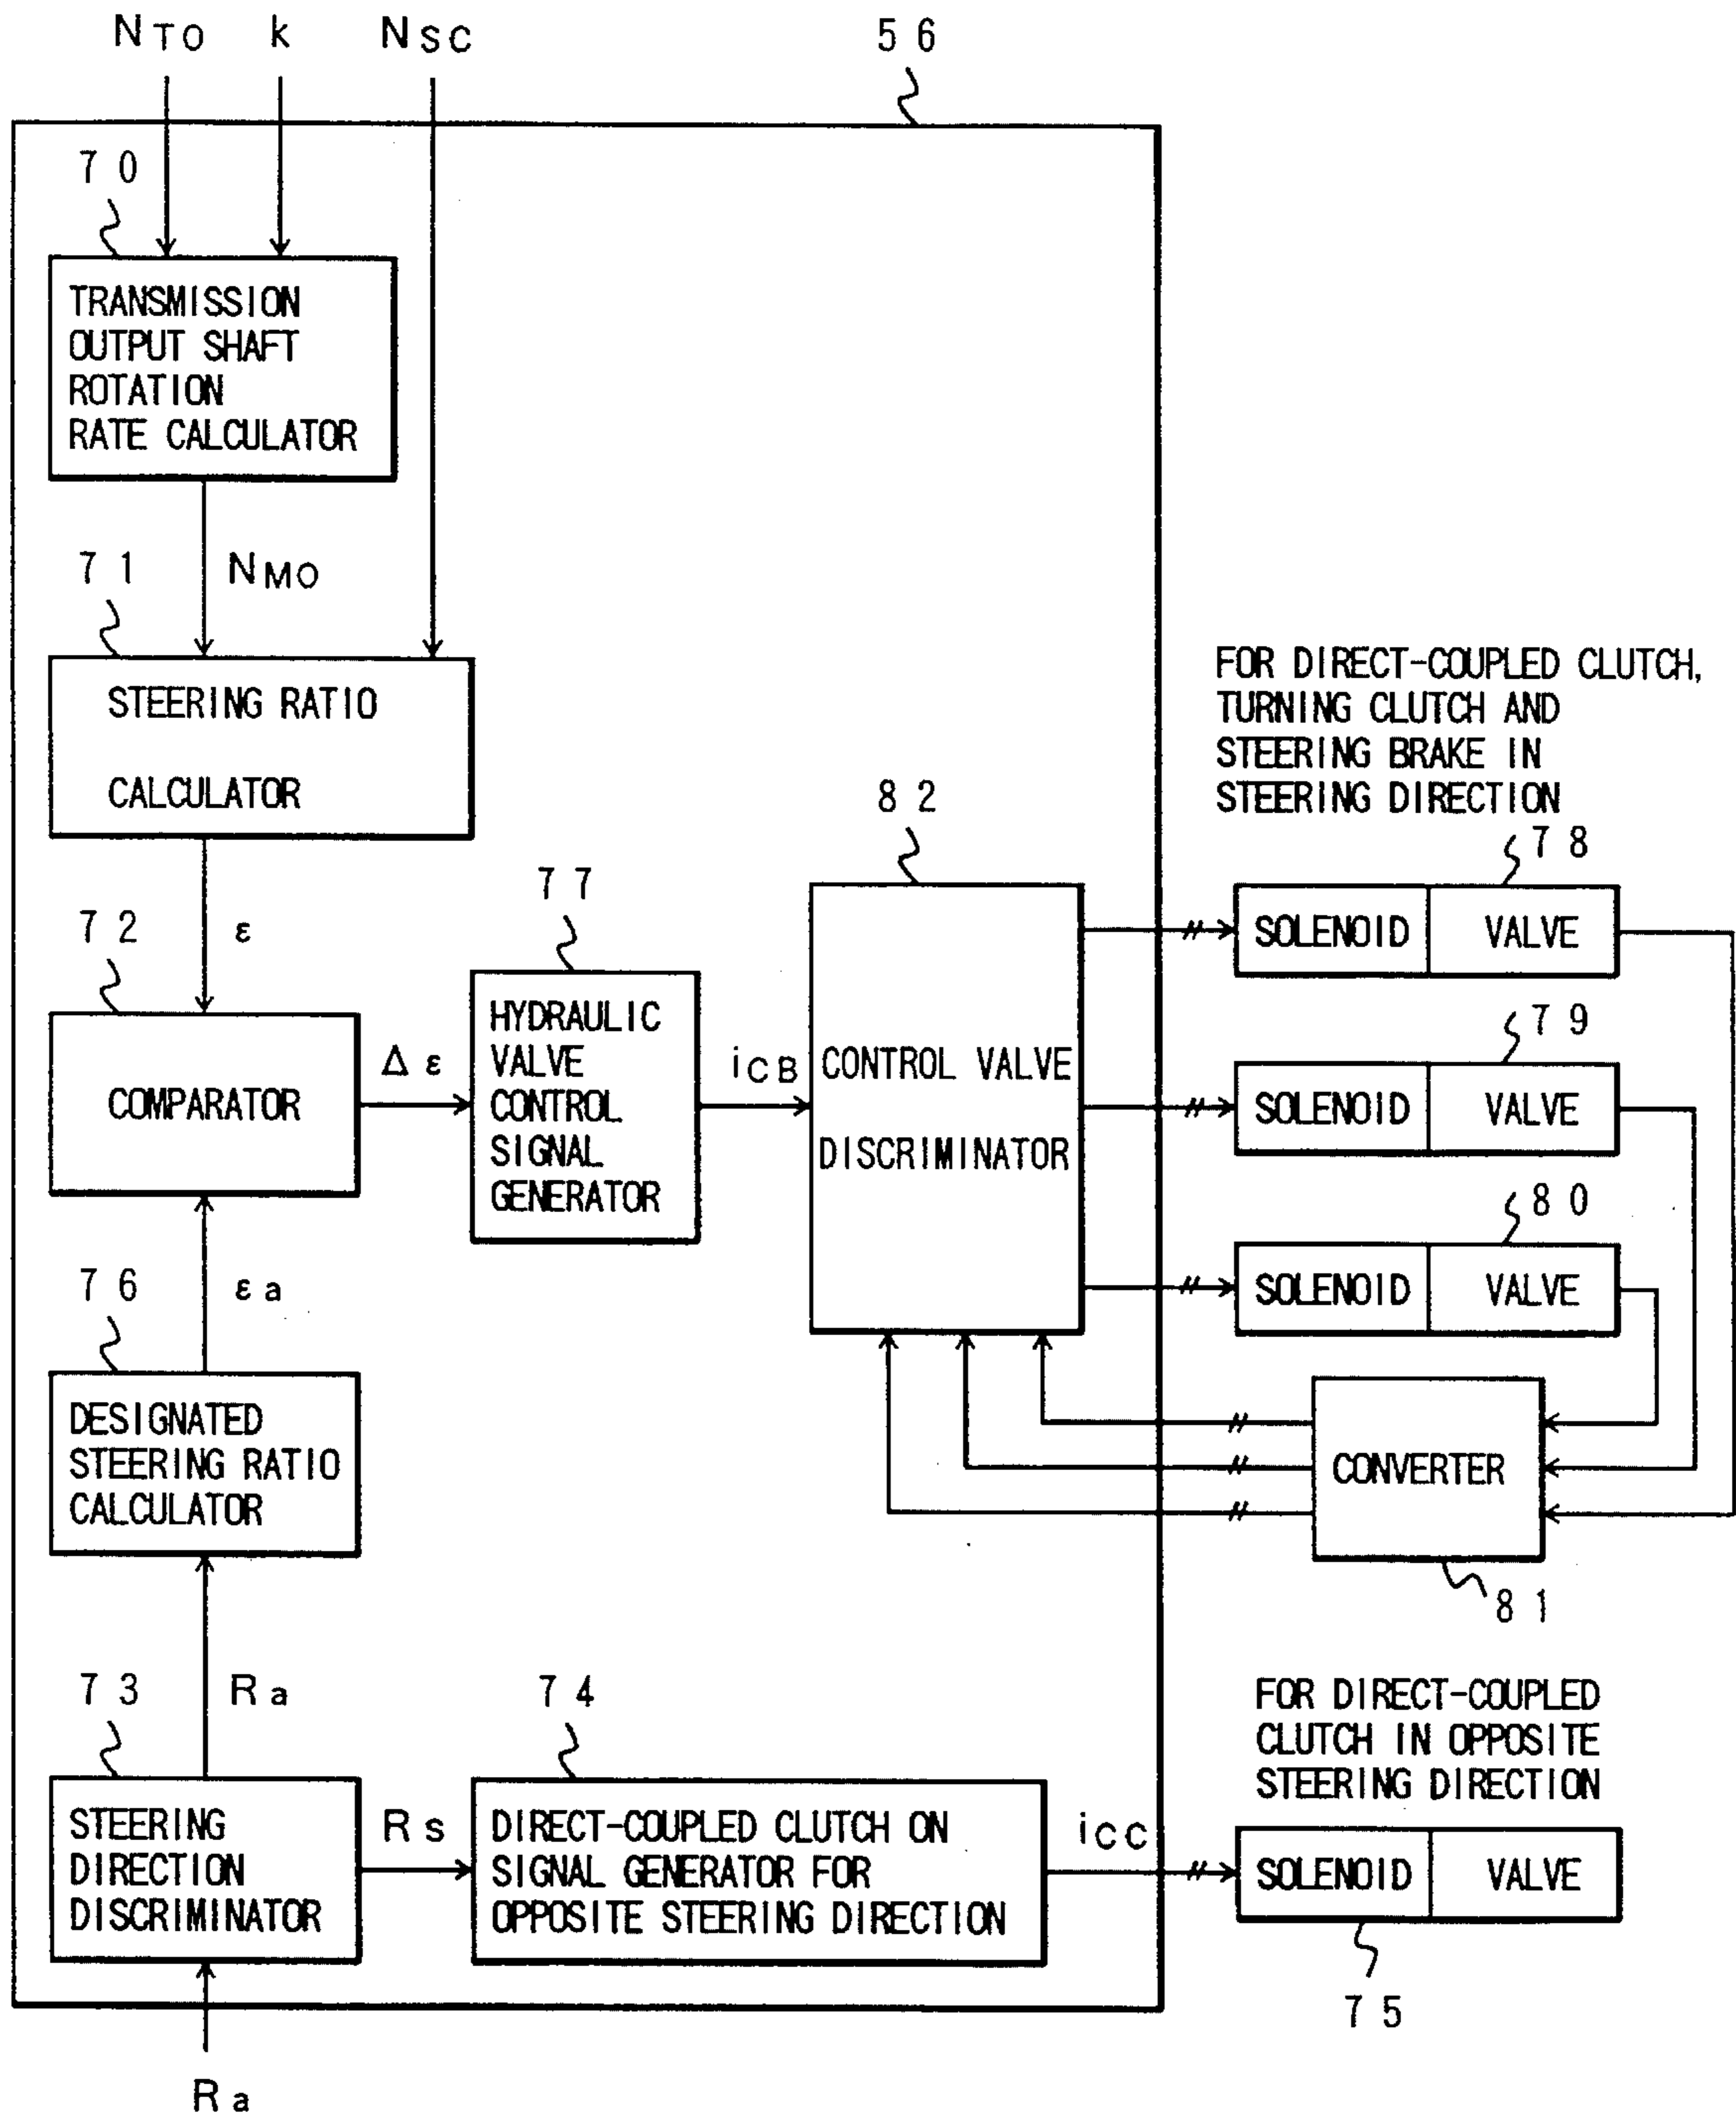 NTO k NSC 56
70
TRANSMISSION
OUTPUT SHAFT
ROTATION
RATE CALCULATOR
71 NMO
STEERING RATIO
CALCULATOR
FOR DIRECT-COUPLED CLUTCH,
TURNING CLUTCH AND
STEERING BRAKE IN
STEERING DIRECTION
72 ε 77 82 78
SOLENOID VALVE
COMPARATOR
Δε
HYDRAULIC
VALVE
CONTROL
SIGNAL
GENERATOR
iCB
CONTROL VALVE
DISCRIMINATOR
79
SOLENOID VALVE
80
SOLENOID VALVE
76 εa
DESIGNATED
STEERING RATIO
CALCULATOR
CONVERTER
81
73 Ra 74
FOR DIRECT-COUPLED
CLUTCH IN OPPOSITE
STEERING DIRECTION
STEERING
DIRECTION
DISCRIMINATOR
Rs
DIRECT-COUPLED CLUTCH ON
SIGNAL GENERATOR FOR
OPPOSITE STEERING DIRECTION
iCC
SOLENOID VALVE
75
Ra